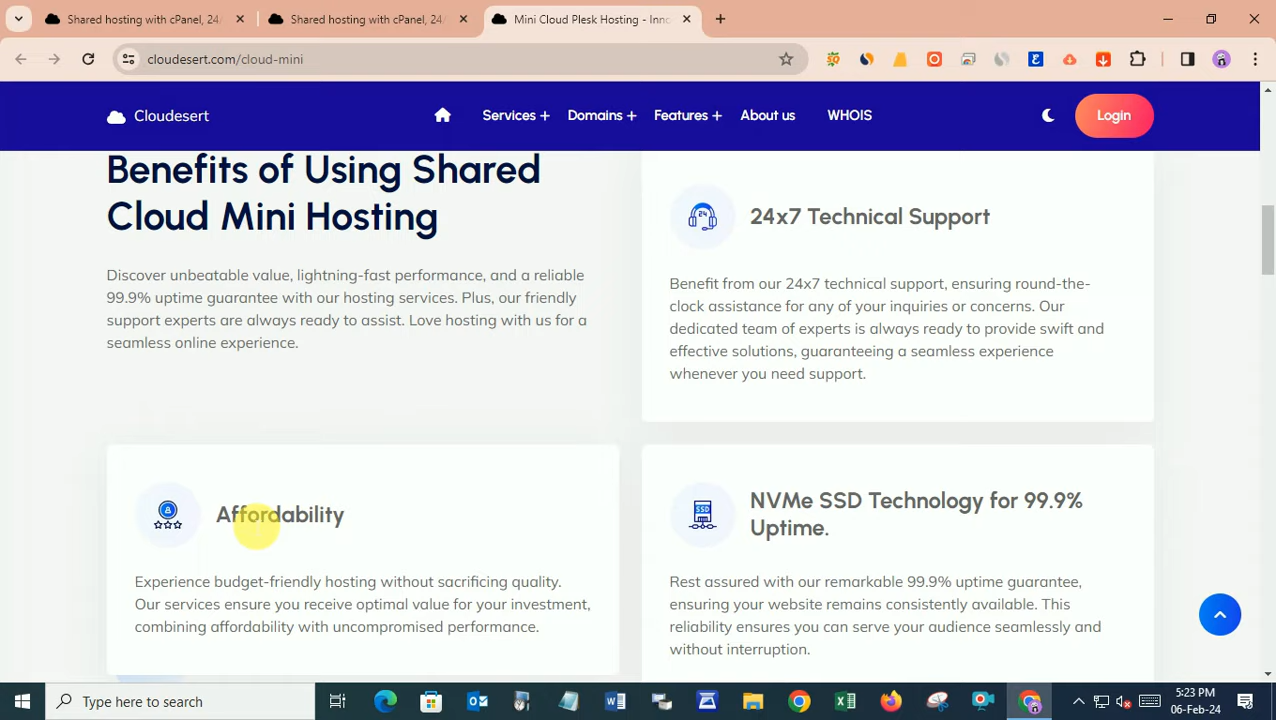 Shared hosting with cPanel, 24/
Shared hosting with cPanel, 24/
Mini Cloud Plesk Hosting - Inno
cloudesert.com/cloud-mini
Cloudesert
Services +
Domains +
Features +
About us
WHOIS
Login
Benefits of Using Shared
Cloud Mini Hosting
Discover unbeatable value, lightning-fast performance, and a reliable
99.9% uptime guarantee with our hosting services. Plus, our friendly
support experts are always ready to assist. Love hosting with us for a
seamless online experience.
24
24x7 Technical Support
Benefit from our 24x7 technical support, ensuring round-the-
clock assistance for any of your inquiries or concerns. Our
dedicated team of experts is always ready to provide swift and
effective solutions, guaranteeing a seamless experience
whenever you need support.
Affordability
Experience budget-friendly hosting without sacrificing quality.
Our services ensure you receive optimal value for your investment,
combining affordability with uncompromised performance.
SSD
NVMe SSD Technology for 99.9%
Uptime.
Rest assured with our remarkable 99.9% uptime guarantee,
ensuring your website remains consistently available. This
reliability ensures you can serve your audience seamlessly and
without interruption.
Type here to search
5:23 PM
06-Feb-24